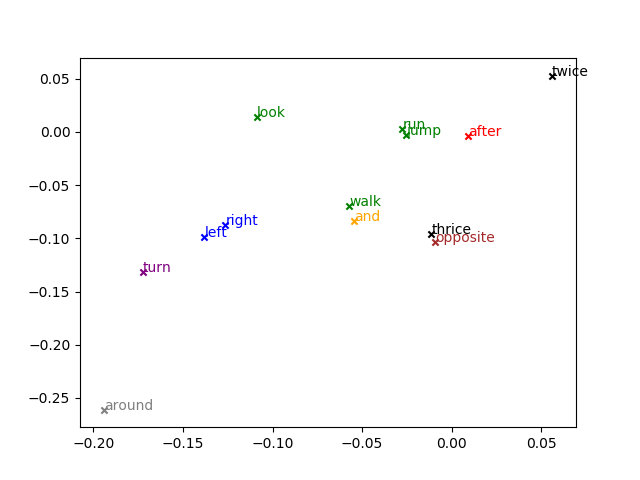 twice
0.05
look
run
jump
after
0.00
−0.05
walk
and
right
left
thrice
opposite
−0.10
turn
−0.15
−0.20
−0.25
around
−0.20 −0.15 −0.10 −0.05 0.00 0.05